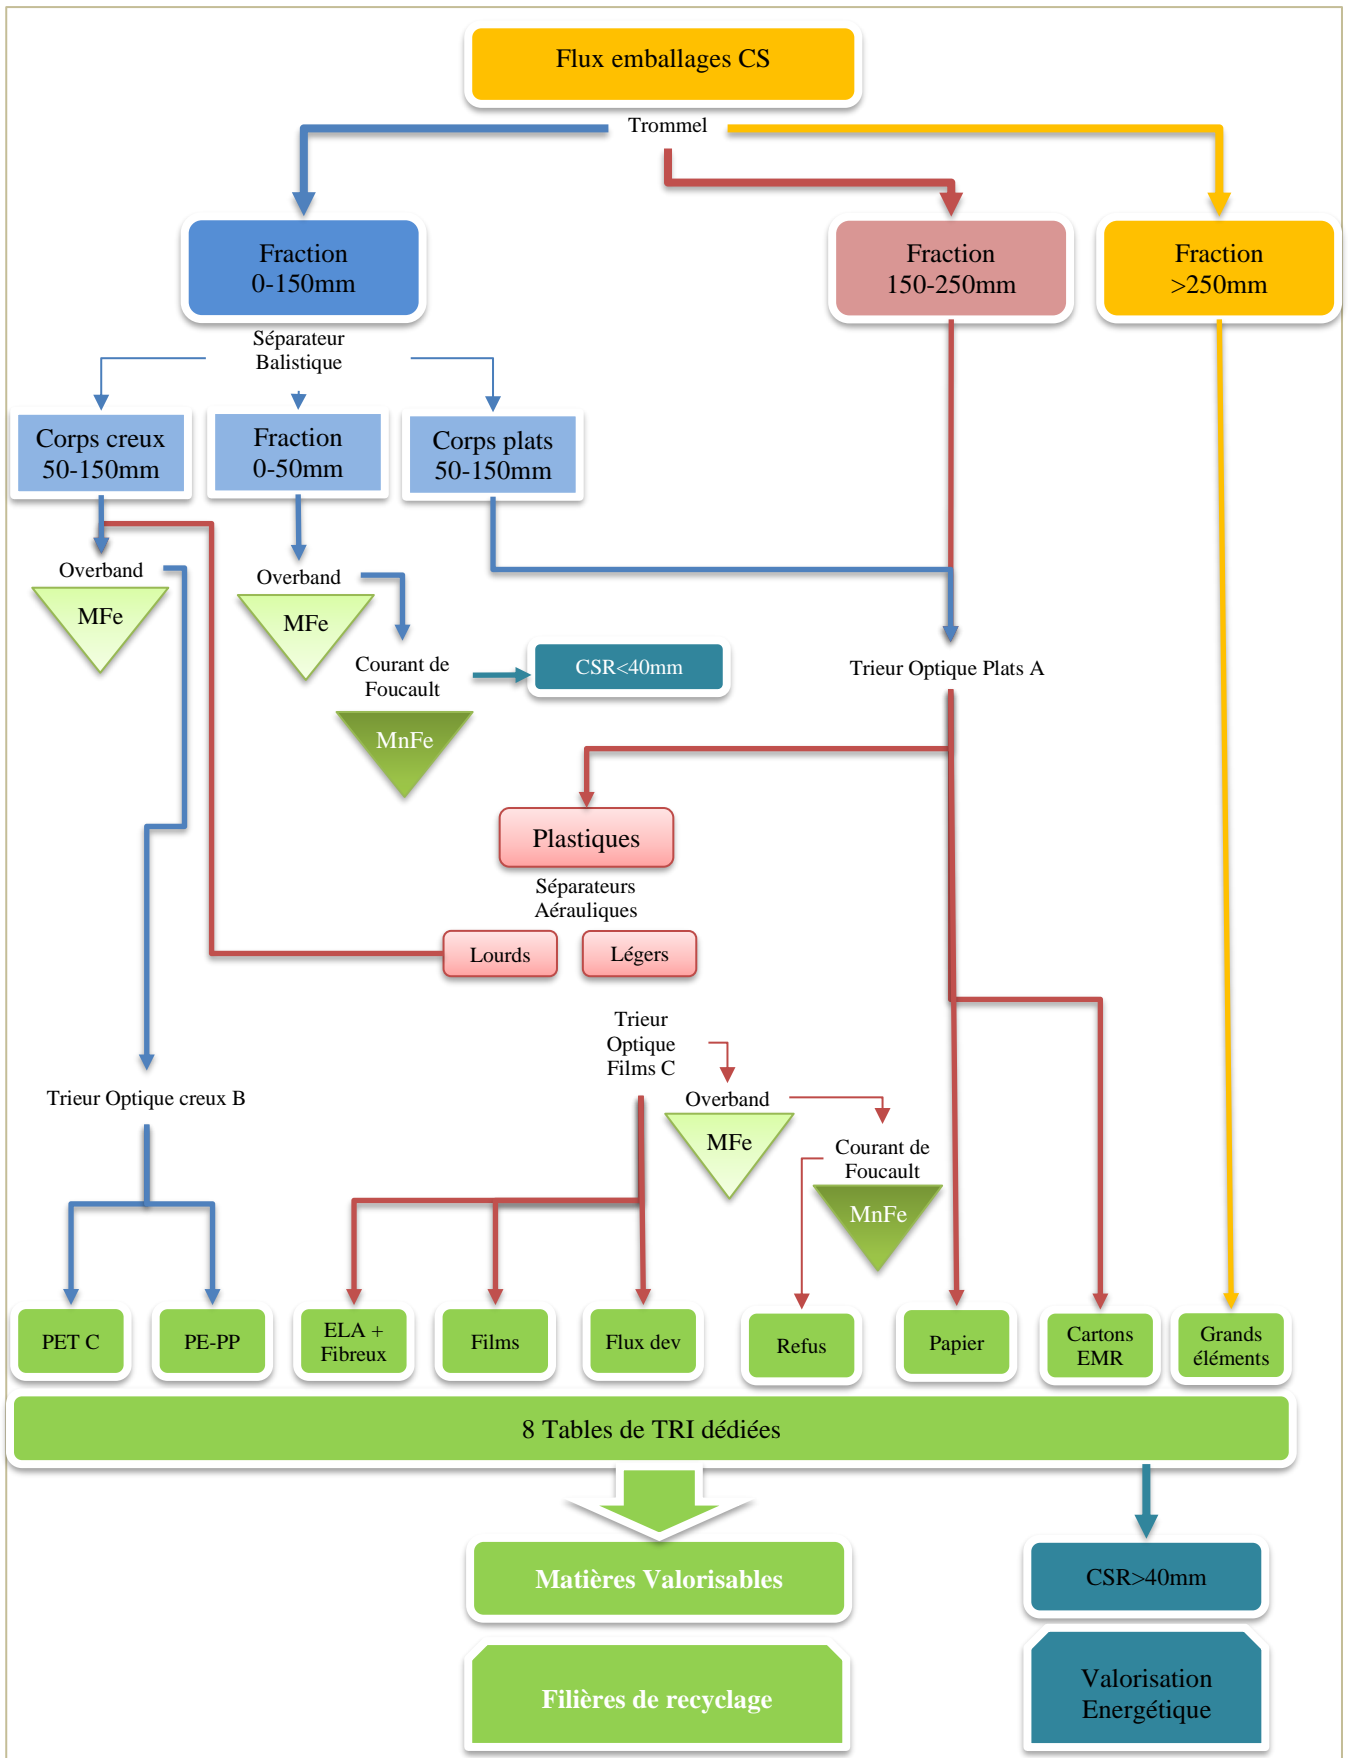 Flux emballages CS
Trommel
Fraction
0-150mm
Fraction
150-250mm
Fraction
>250mm
Séparateur
Balistique
Corps creux
50-150mm
Fraction
0-50mm
Corps plats
50-150mm
Overband
MFe
Overband
MFe
Courant de
Foucault
MnFe
CSR<40mm
Trieur Optique Plats A
Plastiques
Séparateurs
Aérauliques
Lourds
Légers
Trieur
Optique
Films C
Overband
MFe
Courant de
Foucault
MnFe
Trieur Optique creux B
PET C
PE-PP
ELA +
Fibreux
Films
Flux dev
Refus
Papier
Cartons
EMR
Grands
éléments
8 Tables de TRI dédiées
Matières Valorisables
CSR>40mm
Filières de recyclage
Valorisation
Energétique